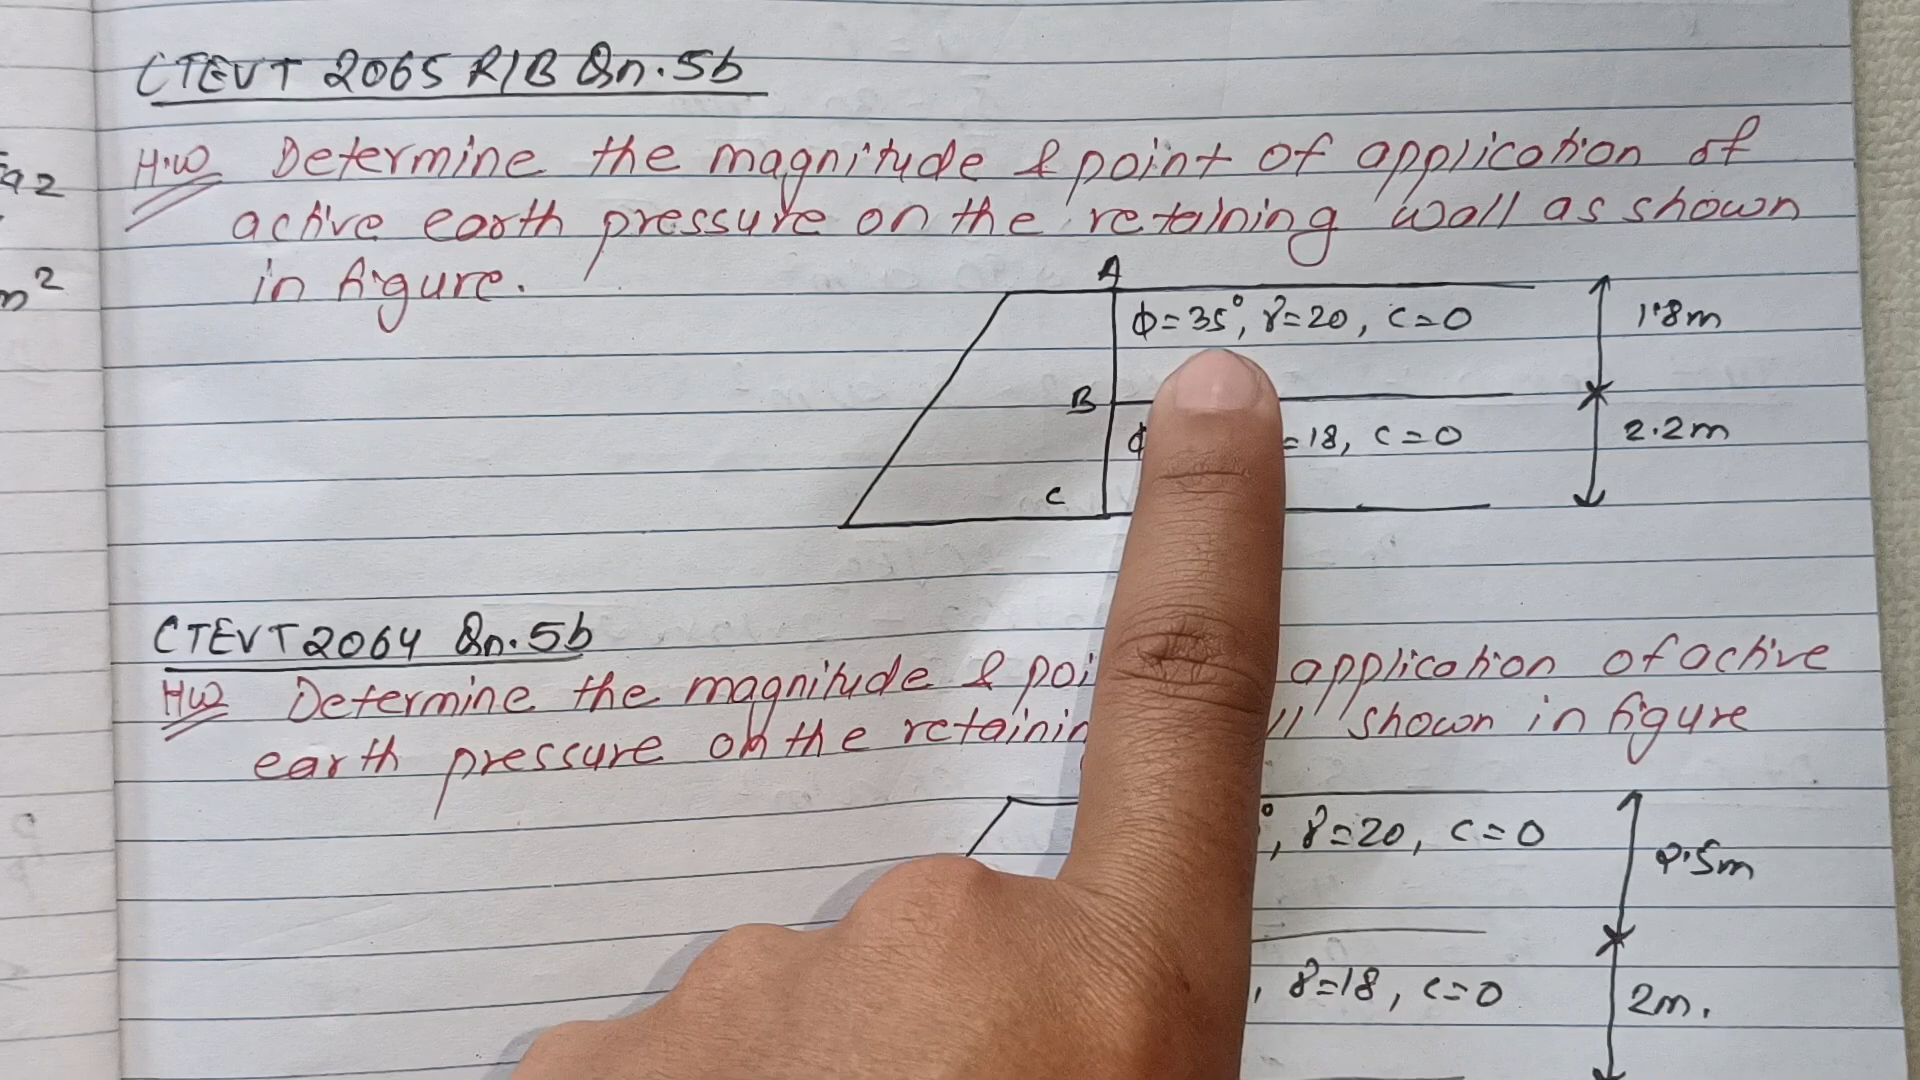 CTEVT 2065 R/B Qn.5b
H.W Determine the magnitude & point of application of
active earth pressure on the retaining wall as shown
in figure.
A
ϕ=35°, γ=20, c=0
1.8m
B
ϕ =18, c=0
2.2m
C
CTEVT 2064 Qn.5b
HW Determine the magnitude & poi application of active
earth pressure on the retainin ll shown in figure
°, γ=20, c=0
2.5m
, γ=18, c=0
2m.